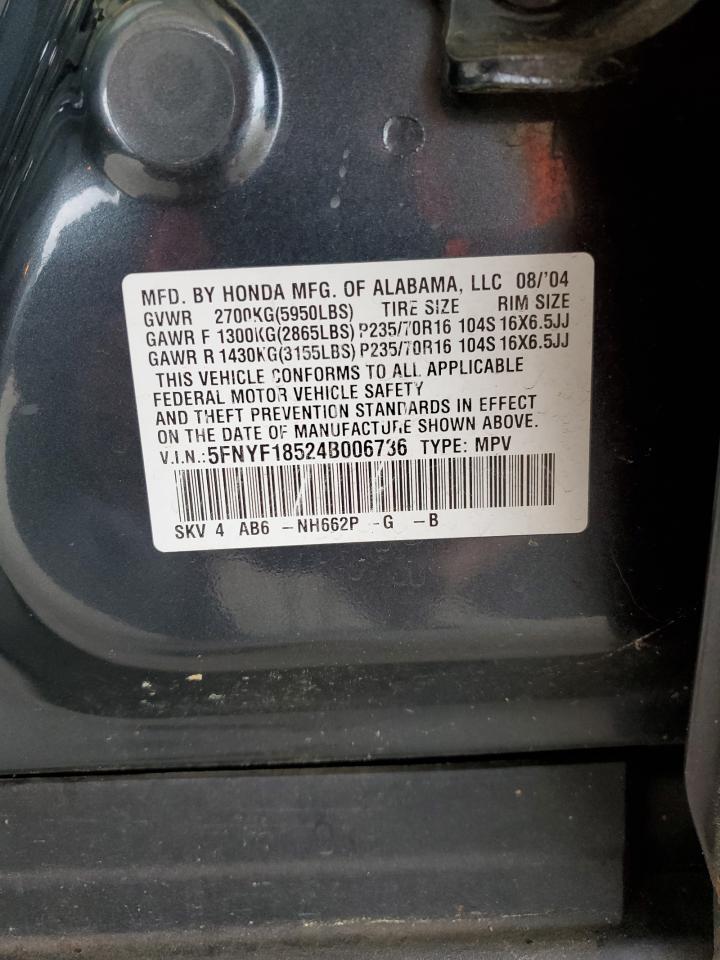 MFD. BY HONDA MFG. OF ALABAMA, LLC 08/'04
GVWR 2700KG(5950LBS) TIRE SIZE RIM SIZE
GAWR F 1300KG(2865LBS) P235/70R16 104S 16X6.5JJ
GAWR R 1430KG(3155LBS) P235/70R16 104S 16X6.5JJ
THIS VEHICLE CONFORMS TO ALL APPLICABLE
FEDERAL MOTOR VEHICLE SAFETY
AND THEFT PREVENTION STANDARDS IN EFFECT
ON THE DATE OF MANUFACTURE SHOWN ABOVE.
V.I.N.:5FNYF18524B006736 TYPE: MPV
SKV 4 AB6 -NH662P -G -B